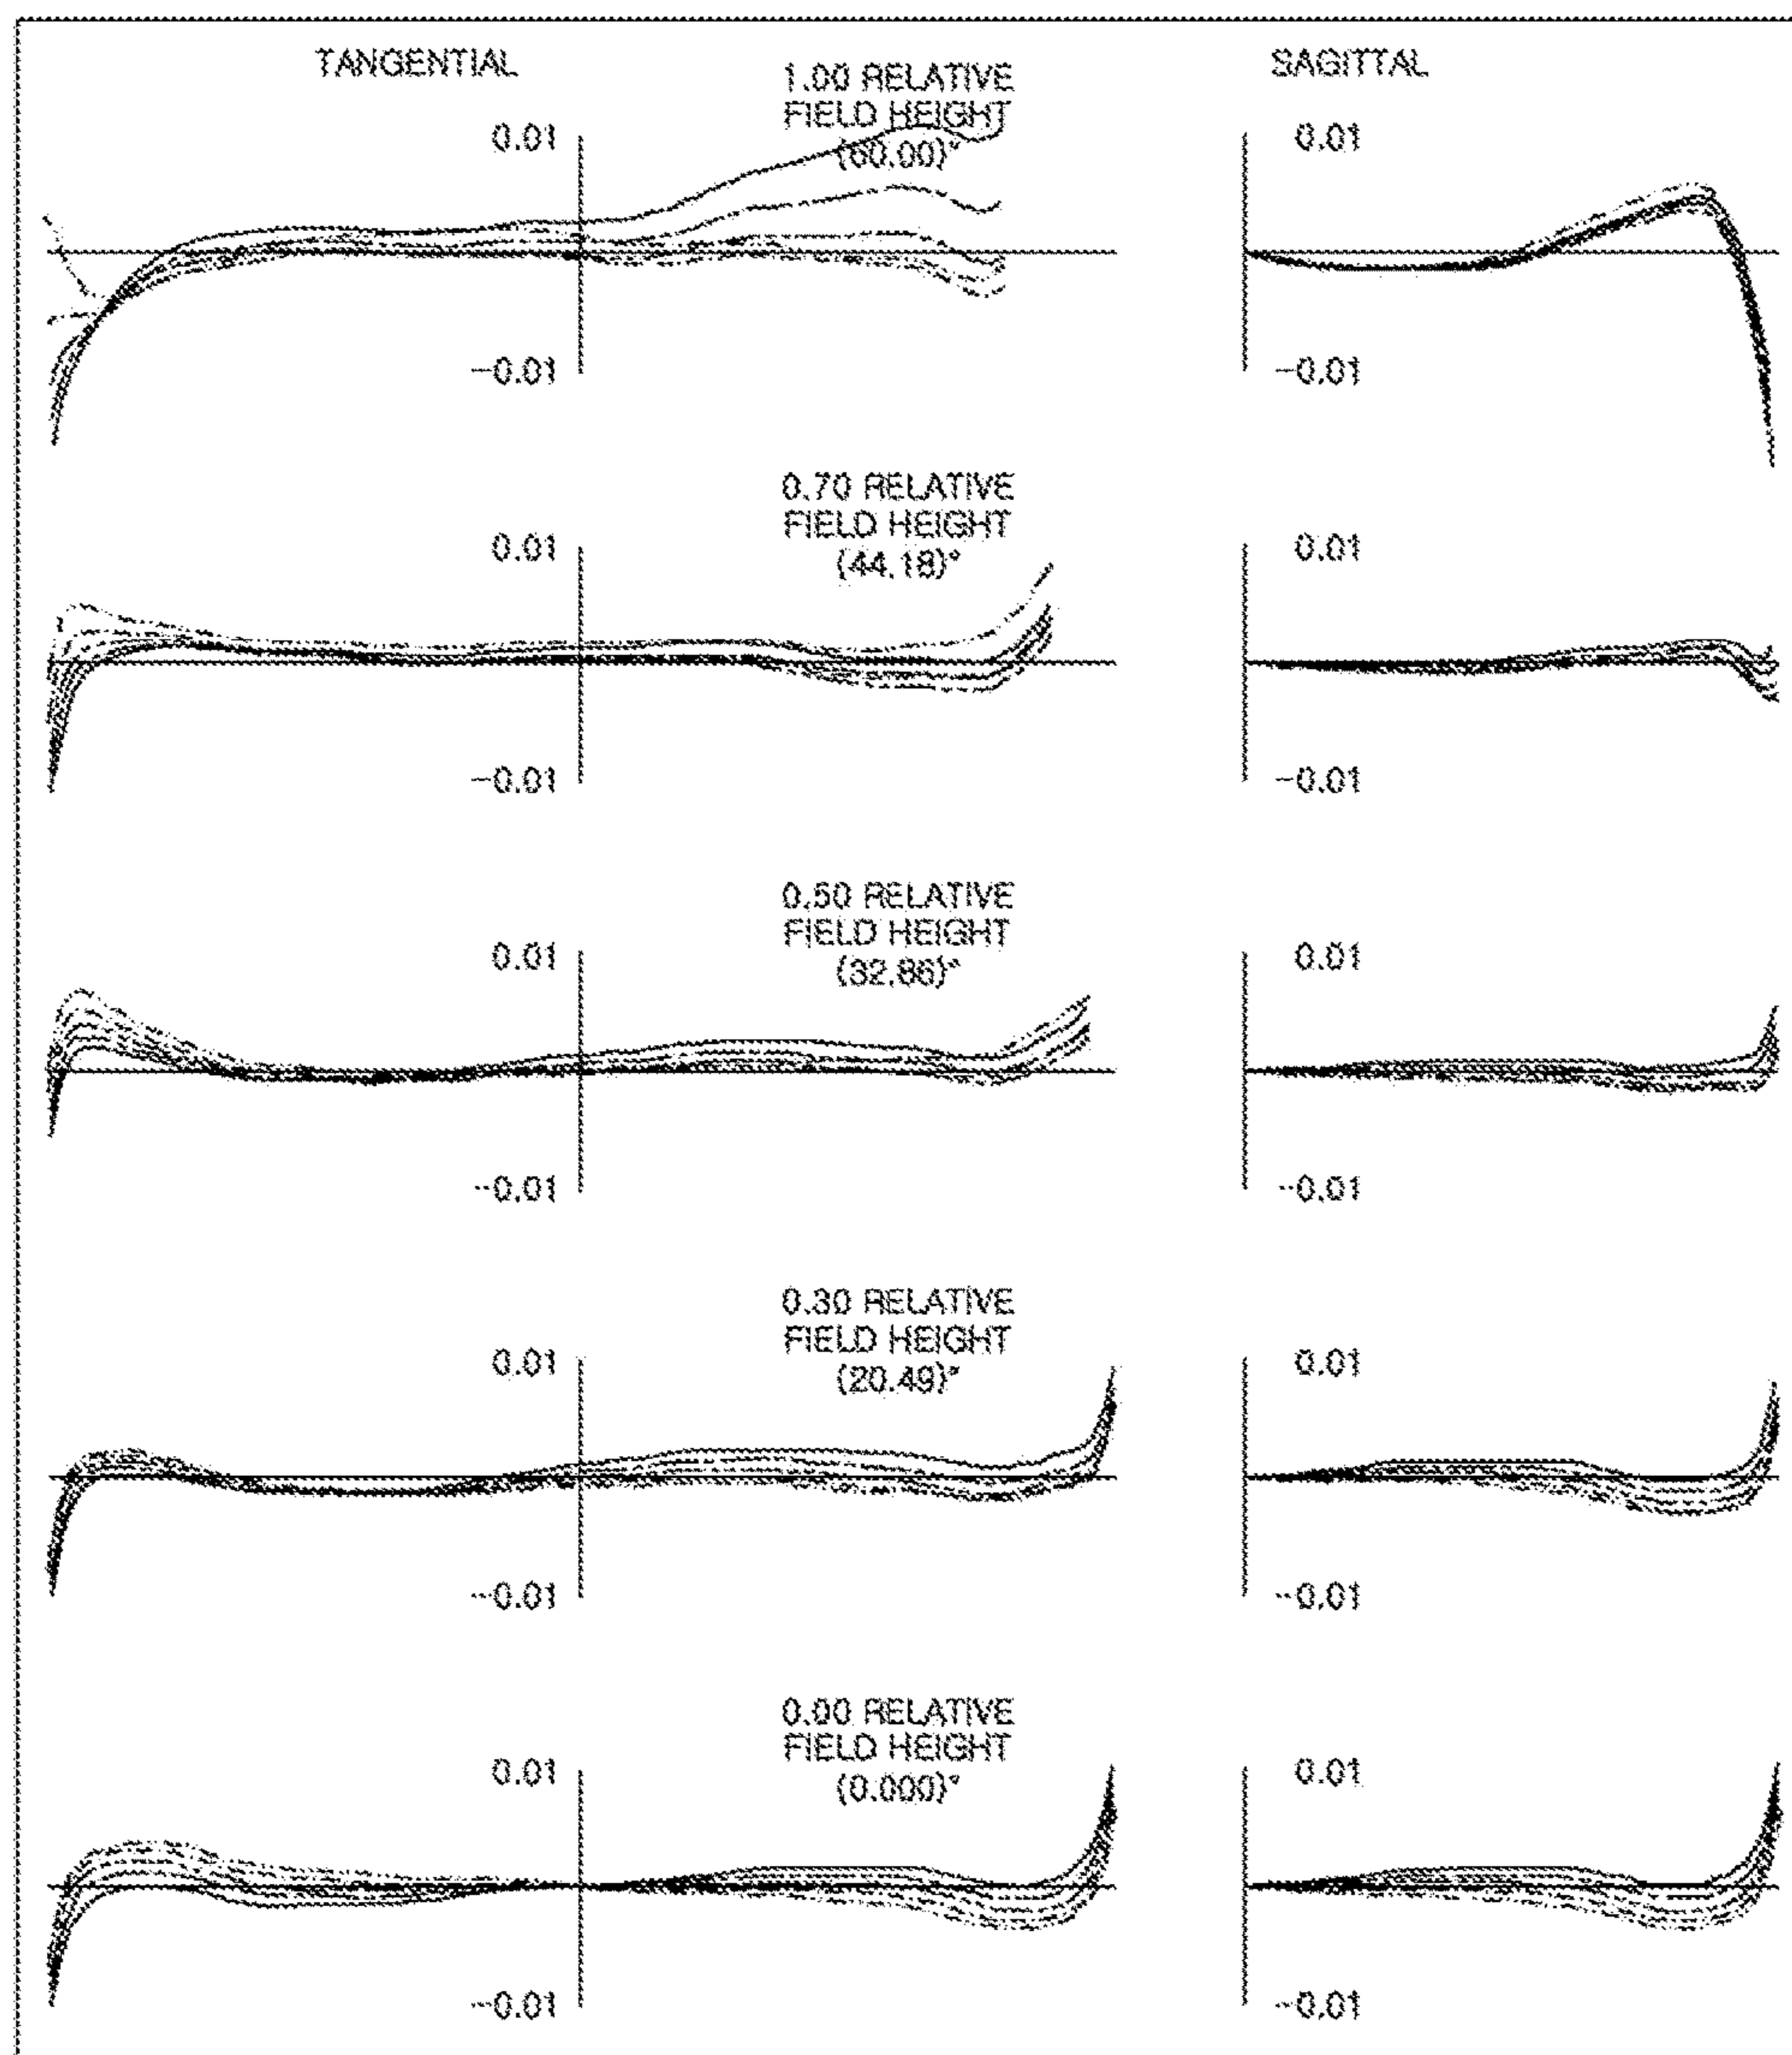 TANGENTIAL
1.00 RELATIVE
FIELD HEIGHT
(60.00)°
SAGITTAL
0.01
0.01
-0.01
-0.01
0.70 RELATIVE
FIELD HEIGHT
(44.18)°
0.01
0.01
-0.01
-0.01
0.50 RELATIVE
FIELD HEIGHT
(32.86)°
0.01
0.01
-0.01
-0.01
0.30 RELATIVE
FIELD HEIGHT
(20.49)°
0.01
0.01
-0.01
-0.01
0.00 RELATIVE
FIELD HEIGHT
(0.000)°
0.01
0.01
-0.01
-0.01